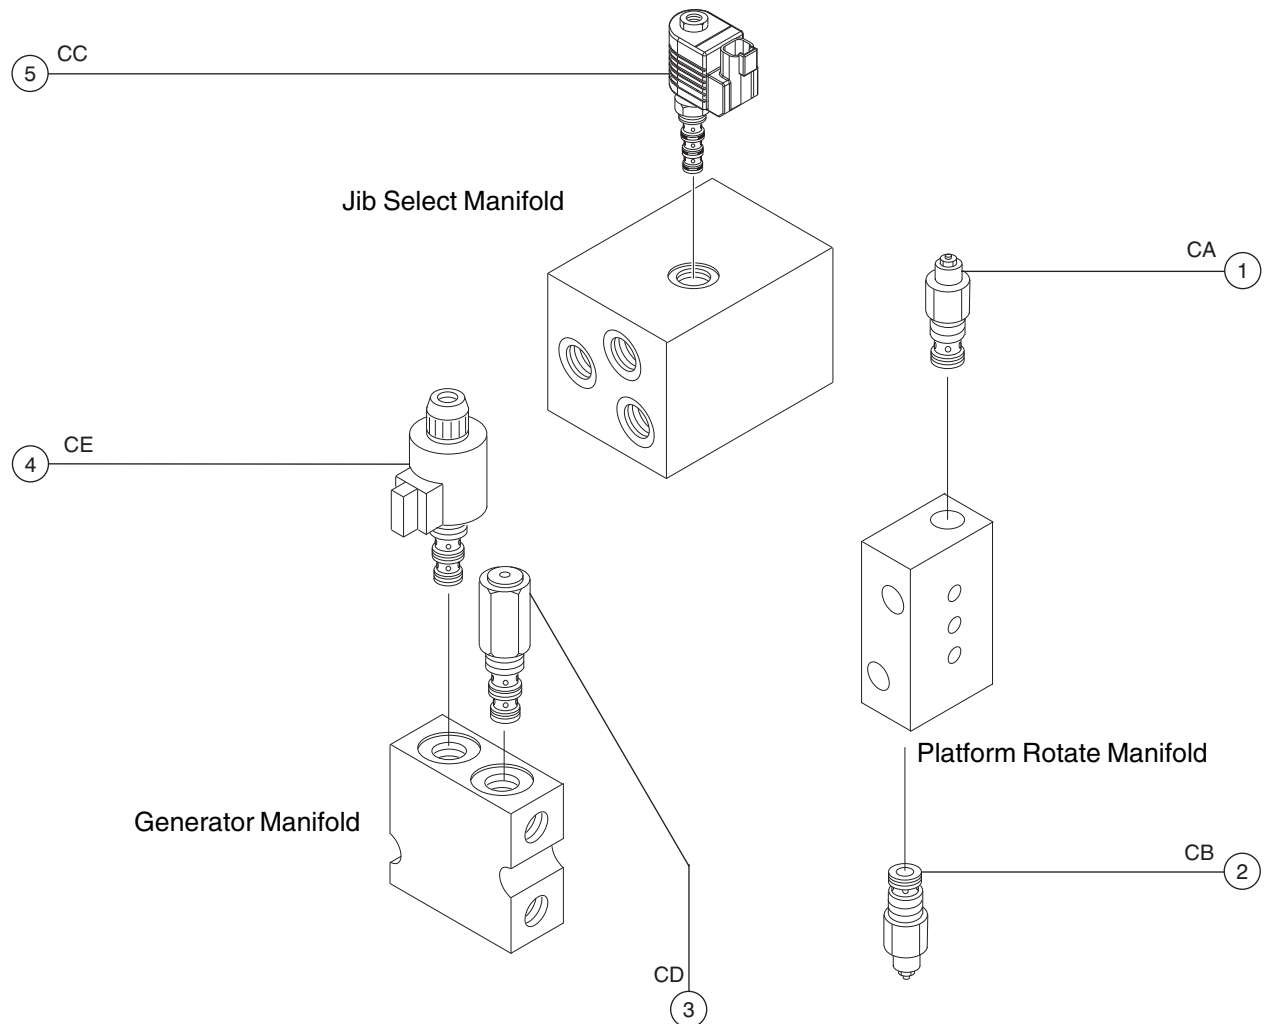 CC
5
Jib Select Manifold
CA
1
CE
4
Platform Rotate Manifold
Generator Manifold
CB
2
CD
3